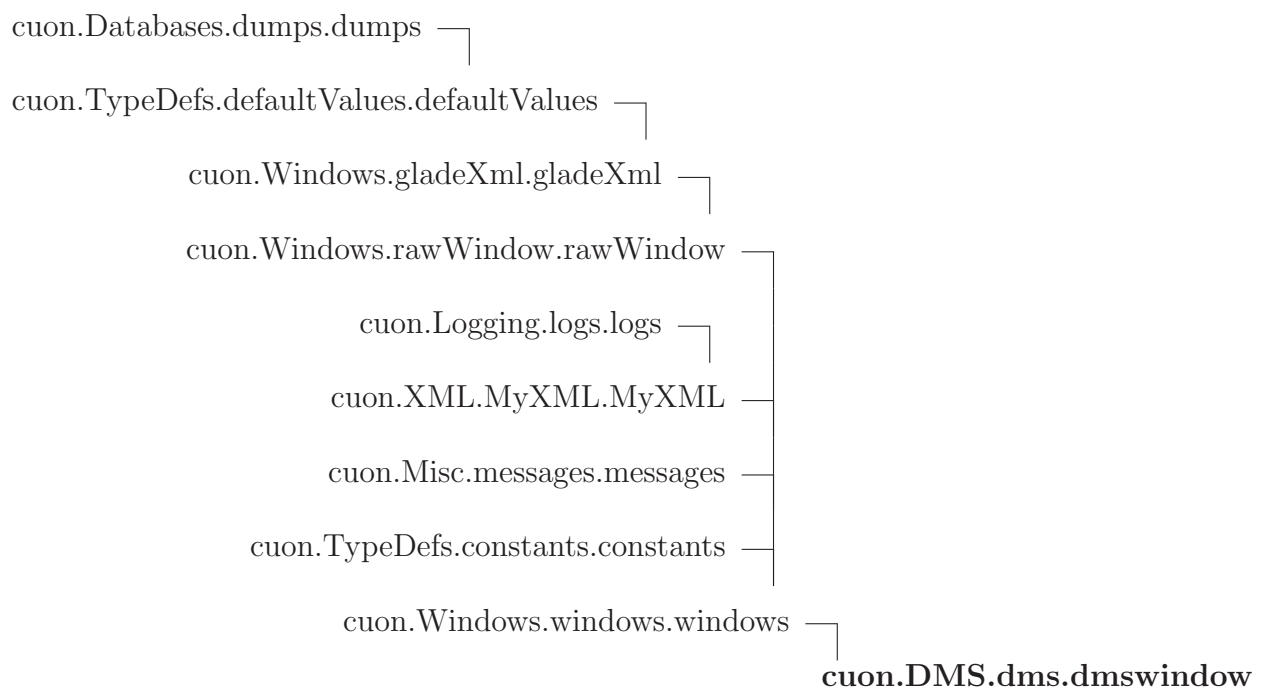 cuon.Databases.dumps.dumps
cuon.TypeDefs.defaultValues.defaultValues
cuon.Windows.gladeXml.gladeXml
cuon.Windows.rawWindow.rawWindow
cuon.Logging.logs.logs
cuon.XML.MyXML.MyXML
cuon.Misc.messages.messages
cuon.TypeDefs.constants.constants
cuon.Windows.windows.windows
cuon.DMS.dms.dmswindow